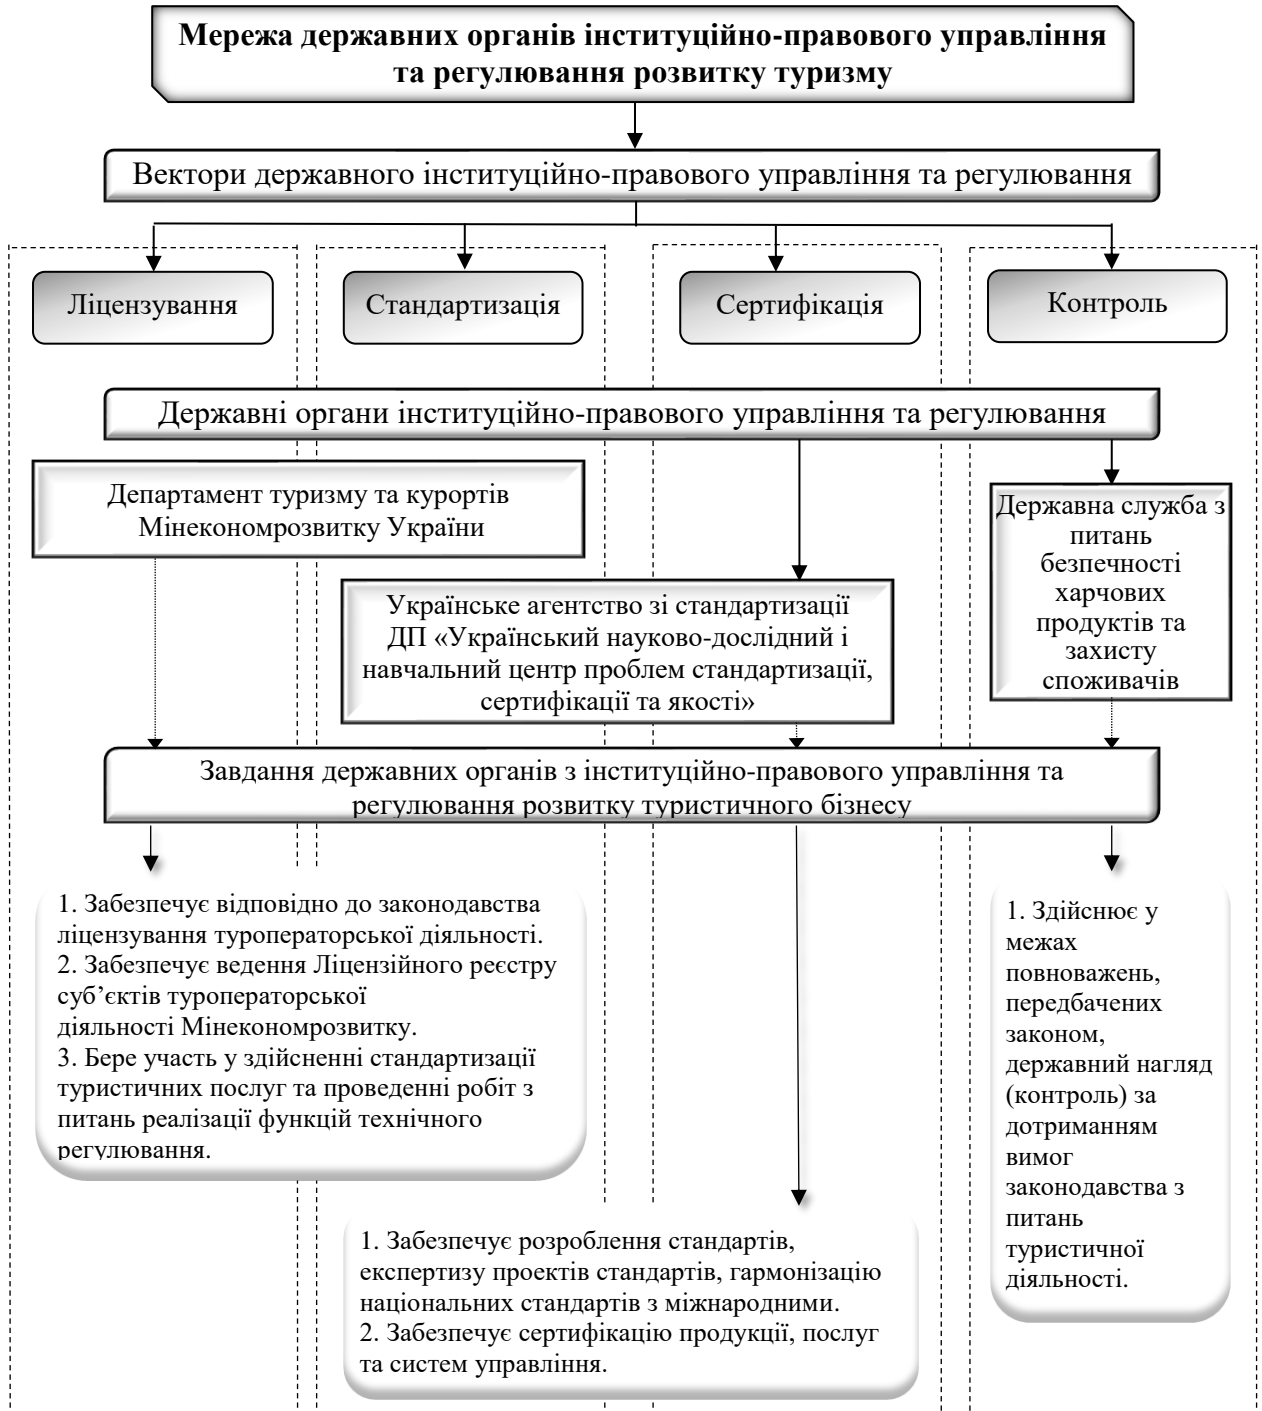 Мережа державних органів інституційно-правового управління
та регулювання розвитку туризму
Вектори державного інституційно-правового управління та регулювання
Ліцензування
Стандартизація
Сертифікація
Контроль
Державні органи інституційно-правового управління та регулювання
Департамент туризму та курортів
Мінекономрозвитку України
Українське агентство зі стандартизації
ДП «Український науково-дослідний і
навчальний центр проблем стандартизації,
сертифікації та якості»
Державна служба з
питань
безпечності
харчових
продуктів та
захисту
споживачів
Завдання державних органів з інституційно-правового управління та
регулювання розвитку туристичного бізнесу
1. Забезпечує відповідно до законодавства
ліцензування туроператорської діяльності.
2. Забезпечує ведення Ліцензійного реєстру
суб’єктів туроператорської
діяльності Мінекономрозвитку.
3. Бере участь у здійсненні стандартизації
туристичних послуг та проведенні робіт з
питань реалізації функцій технічного
регулювання.
1. Забезпечує розроблення стандартів,
експертизу проектів стандартів, гармонізацію
національних стандартів з міжнародними.
2. Забезпечує сертифікацію продукції, послуг
та систем управління.
1. Здійснює у
межах
повноважень,
передбачених
законом,
державний нагляд
(контроль) за
дотриманням
вимог
законодавства з
питань
туристичної
діяльності.